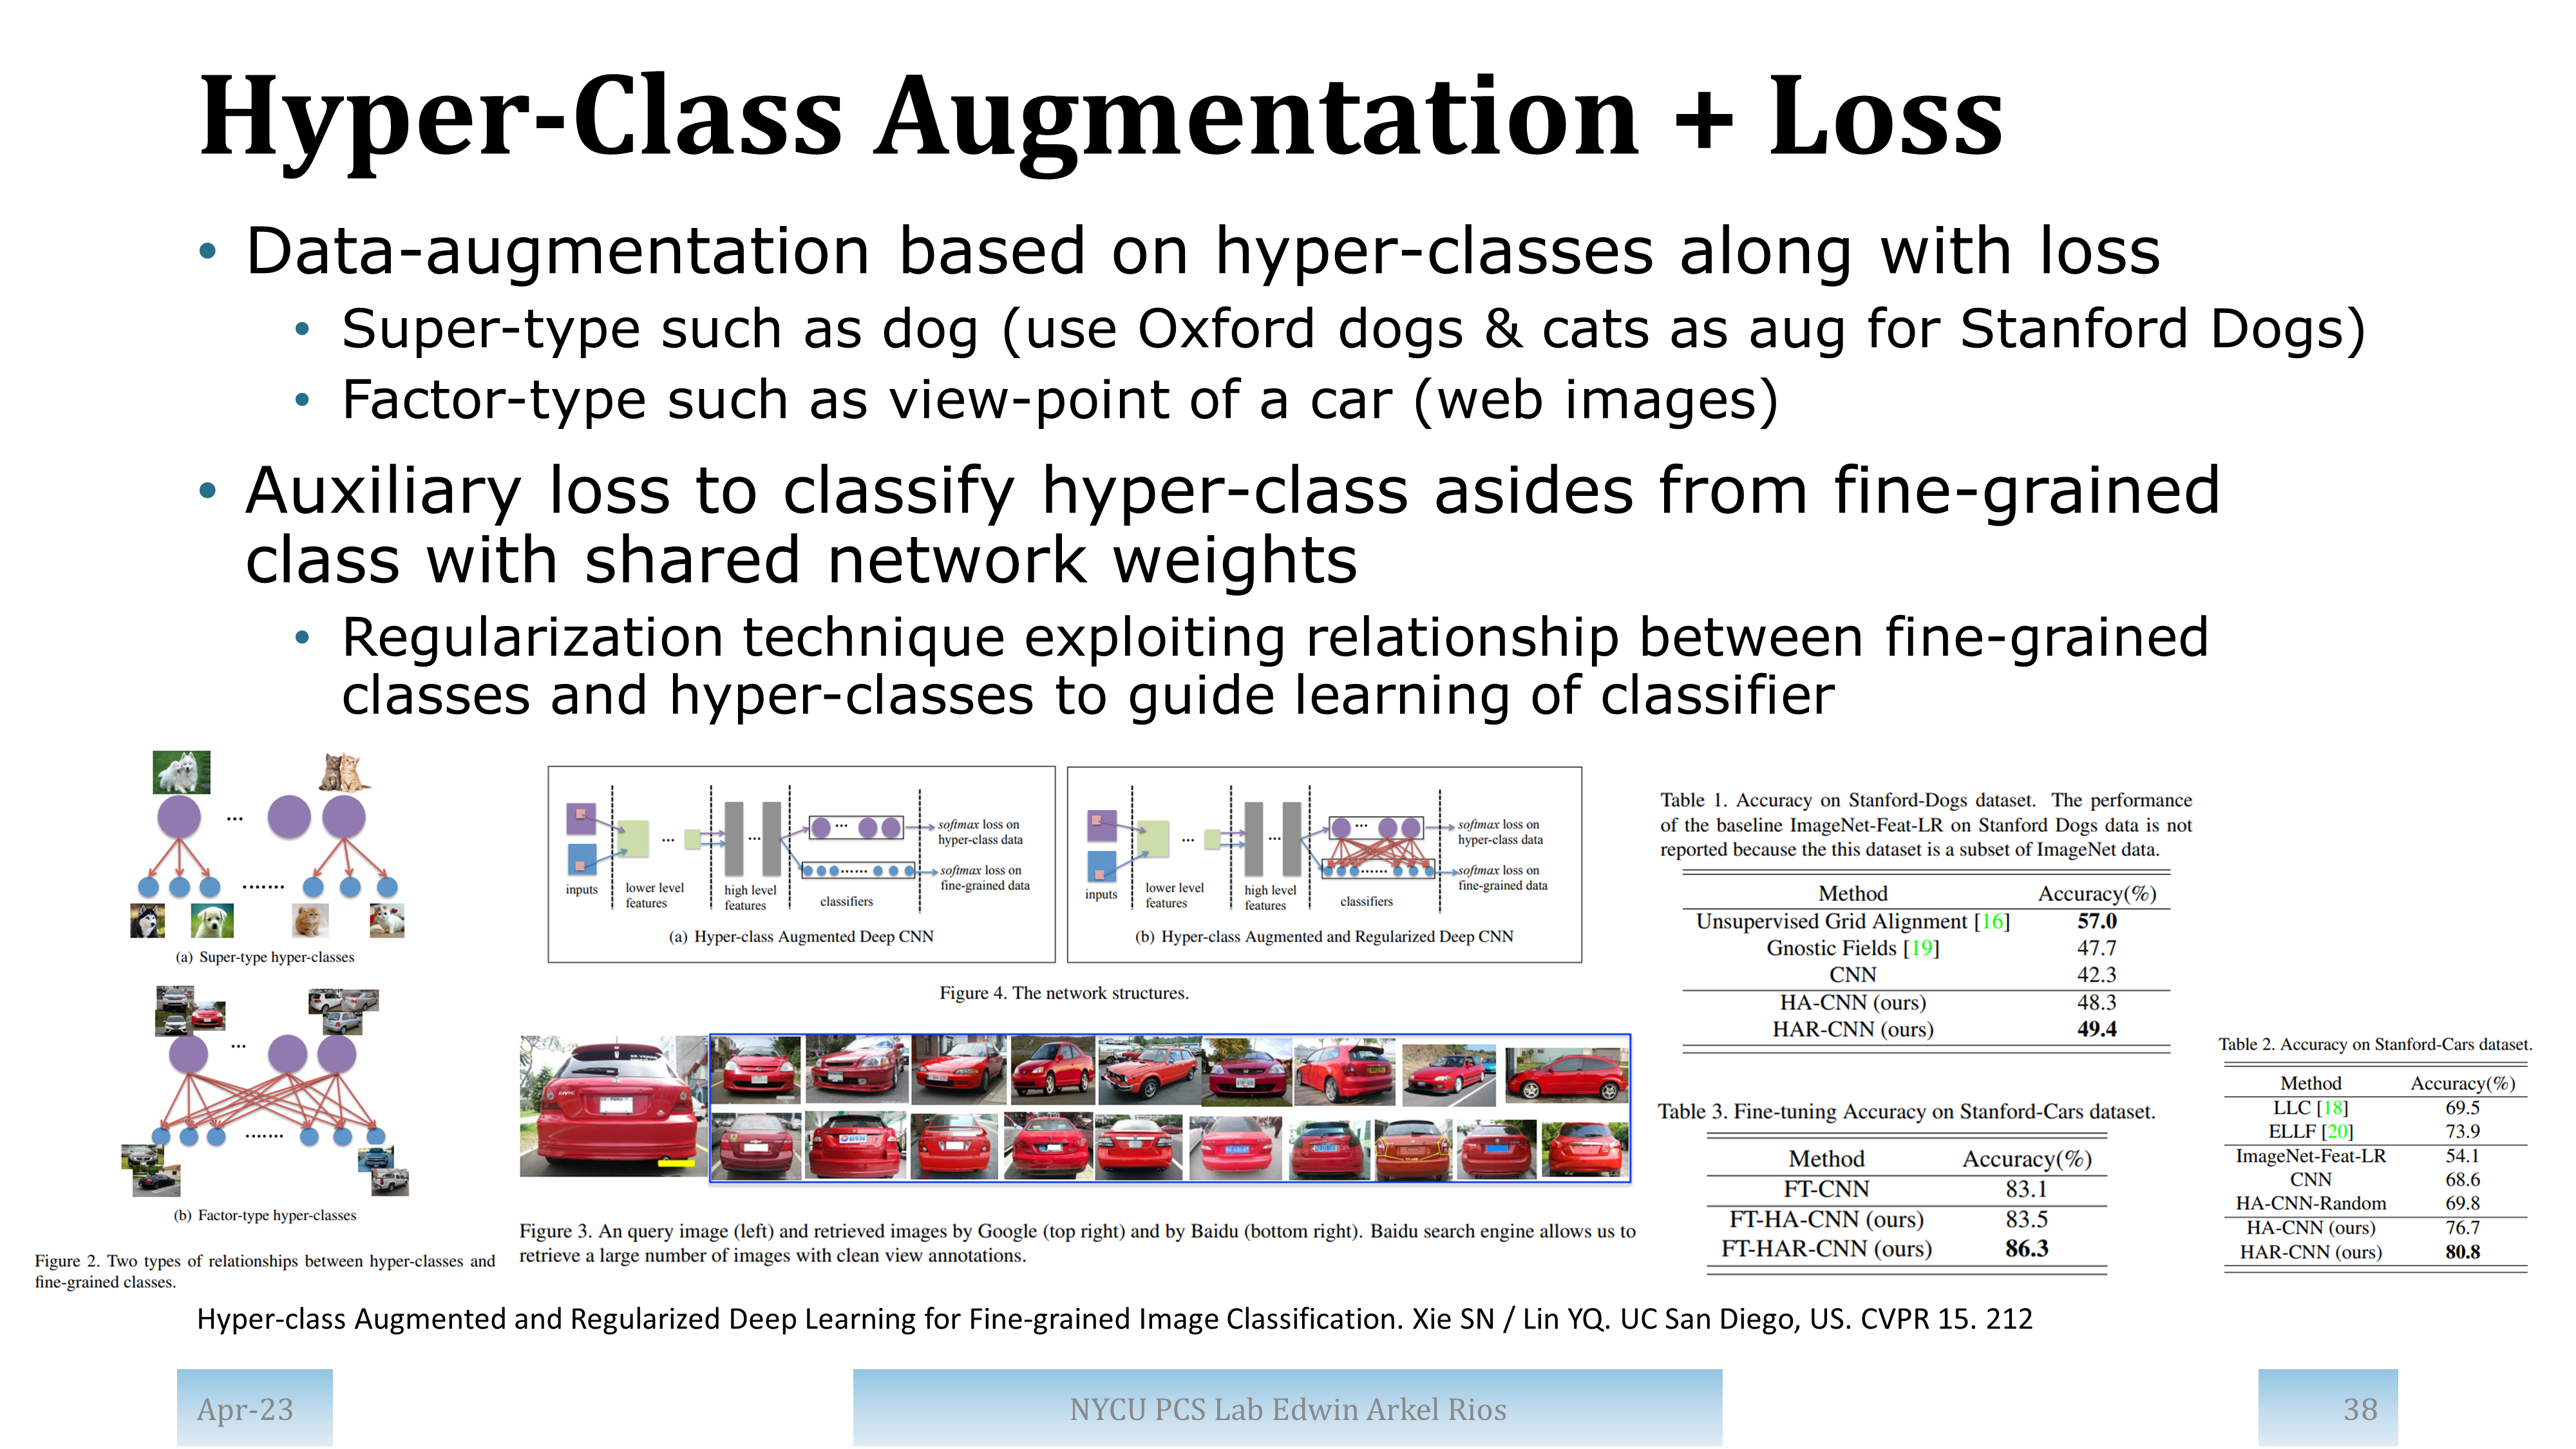 Hyper-Class Augmentation + Loss
• Data-augmentation based on hyper-classes along with loss
• Super-type such as dog (use Oxford dogs & cats as aug for Stanford Dogs)
• Factor-type such as view-point of a car (web images)
• Auxiliary loss to classify hyper-class asides from fine-grained
class with shared network weights
• Regularization technique exploiting relationship between fine-grained
classes and hyper-classes to guide learning of classifier
...
.......
(a) Super-type hyper-classes
...
.......
(b) Factor-type hyper-classes
Figure 2. Two types of relationships between hyper-classes and
fine-grained classes.
inputs
lower level
features
...
high level
features
...
classifiers
...
......
softmax loss on
hyper-class data
softmax loss on
fine-grained data
(a) Hyper-class Augmented Deep CNN
inputs
lower level
features
...
high level
features
...
classifiers
...
......
softmax loss on
hyper-class data
softmax loss on
fine-grained data
(b) Hyper-class Augmented and Regularized Deep CNN
Figure 4. The network structures.
Figure 3. An query image (left) and retrieved images by Google (top right) and by Baidu (bottom right). Baidu search engine allows us to
retrieve a large number of images with clean view annotations.
Table 1. Accuracy on Stanford-Dogs dataset. The performance
of the baseline ImageNet-Feat-LR on Stanford Dogs data is not
reported because the this dataset is a subset of ImageNet data.
Method Accuracy(%)
Unsupervised Grid Alignment [16] 57.0
Gnostic Fields [19] 47.7
CNN 42.3
HA-CNN (ours) 48.3
HAR-CNN (ours) 49.4
Table 3. Fine-tuning Accuracy on Stanford-Cars dataset.
Method Accuracy(%)
FT-CNN 83.1
FT-HA-CNN (ours) 83.5
FT-HAR-CNN (ours) 86.3
Table 2. Accuracy on Stanford-Cars dataset.
Method Accuracy(%)
LLC [18] 69.5
ELLF [20] 73.9
ImageNet-Feat-LR 54.1
CNN 68.6
HA-CNN-Random 69.8
HA-CNN (ours) 76.7
HAR-CNN (ours) 80.8
Hyper-class Augmented and Regularized Deep Learning for Fine-grained Image Classification. Xie SN / Lin YQ. UC San Diego, US. CVPR 15. 212
Apr-23
NYCU PCS Lab Edwin Arkel Rios
38